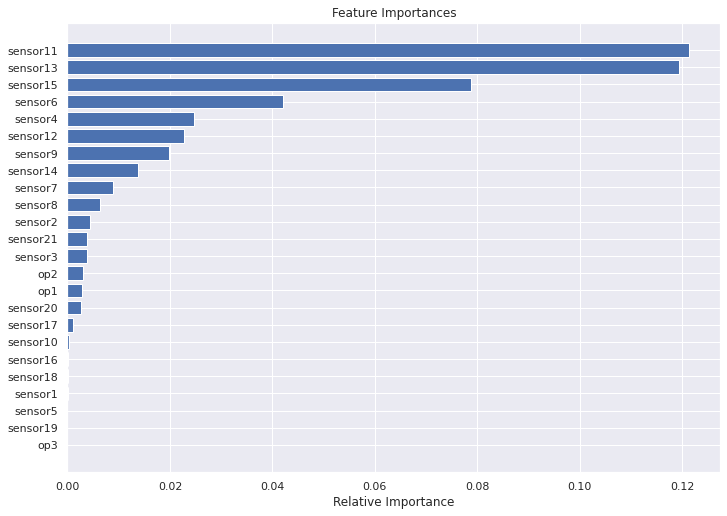 Feature Importances
sensor11
sensor13
sensor15
sensor6
sensor4
sensor12
sensor9
sensor14
sensor7
sensor8
sensor2
sensor21
sensor3
op2
op1
sensor20
sensor17
sensor10
sensor16
sensor18
sensor1
sensor5
sensor19
op3
0.00 0.02 0.04 0.06 0.08 0.10 0.12
Relative Importance